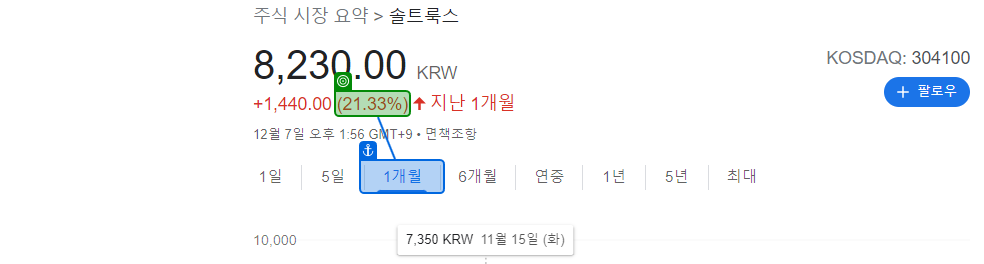 주식 시장 요약 > 솔트룩스
8,230.00 KRW
KOSDAQ: 304100
+1,440.00 (21.33%) 지난 1개월
+ 팔로우
12월 7일 오후 1:56 GMT+9 • 면책조항
1일 5일 1개월 6개월 연중 1년 5년 최대
10,000
7,350 KRW 11월 15일 (화)